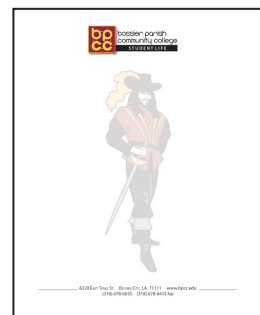 bpcc
bossier parish
community college
STUDENT LIFE
6220 EAST TEXAS ST. BOSSIER CITY, LA 71111 www.bpcc.edu
(318) 678-6035 (318) 678-6415 fax